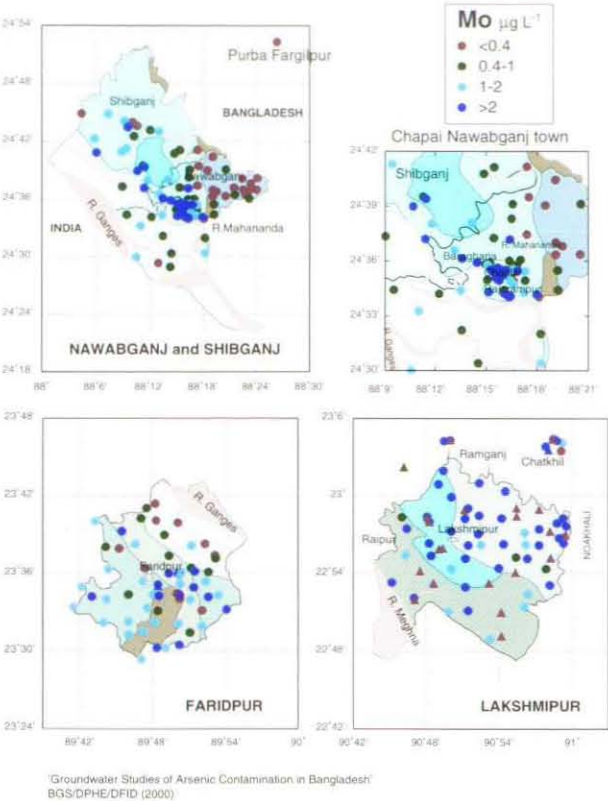 Mo µg L⁻¹
<0.4
0.4-1
1-2
>2
24˚54'
24˚48'
24˚42'
24˚36'
24˚30'
24˚24'
24˚18'
Purba Fargilpur
Shibganj
BANGLADESH
INDIA
R. Ganges
R.Mahananda
NAWABGANJ and SHIBGANJ
88˚
88˚6'
88˚12'
88˚18'
88˚24'
88˚30'
Chapai Nawabganj town
24˚42'
24˚39'
24˚36'
24˚33'
24˚30'
Shibganj
R. Mahananda
R. Ganges
88˚9'
88˚12'
88˚15'
88˚18'
88˚21'
23˚48'
23˚42'
23˚36'
23˚30'
23˚24'
R. Ganges
Faridpur
FARIDPUR
89˚42'
89˚48'
89˚54'
90˚
23˚6'
23˚
22˚54'
22˚48'
22˚42'
Ramganj
Chatkhil
Lakshmipur
Raipur
NOAKHALI
R. Meghna
LAKSHMIPUR
90˚42'
90˚48'
90˚54'
91˚
'Groundwater Studies of Arsenic Contamination in Bangladesh'
BGS/DPHE/DFID (2000)